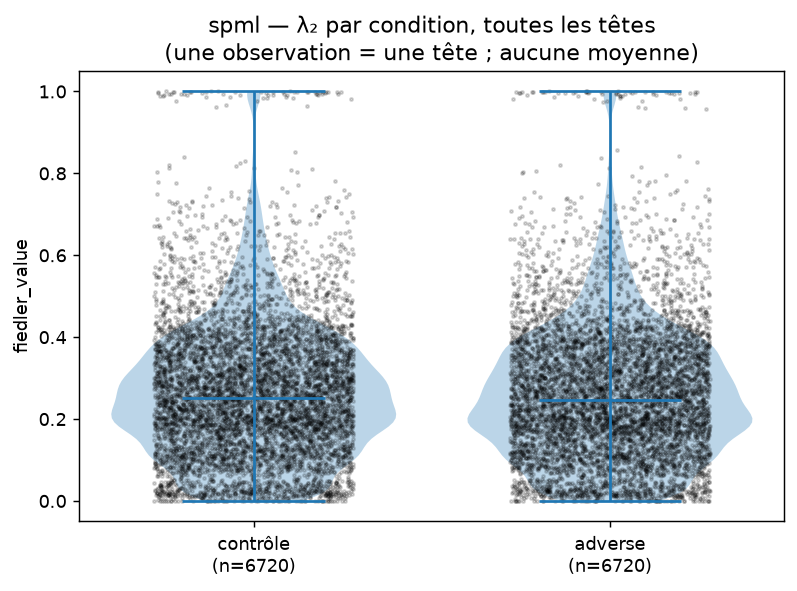 spml — λ₂ par condition, toutes les têtes
(une observation = une tête ; aucune moyenne)
fiedler_value
1.0
0.8
0.6
0.4
0.2
0.0
contrôle
(n=6720)
adverse
(n=6720)